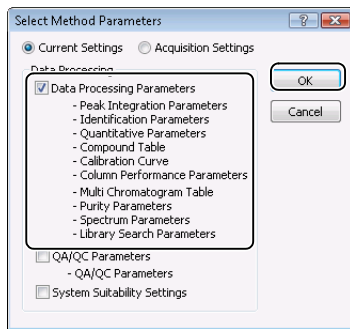 Select Method Parameters
Current Settings Acquisition Settings
Data Processing
Data Processing Parameters
- Peak Integration Parameters
- Identification Parameters
- Quantitative Parameters
- Compound Table
- Calibration Curve
- Column Performance Parameters
- Multi Chromatogram Table
- Purity Parameters
- Spectrum Parameters
- Library Search Parameters
QA/QC Parameters
- QA/QC Parameters
System Suitability Settings
OK
Cancel